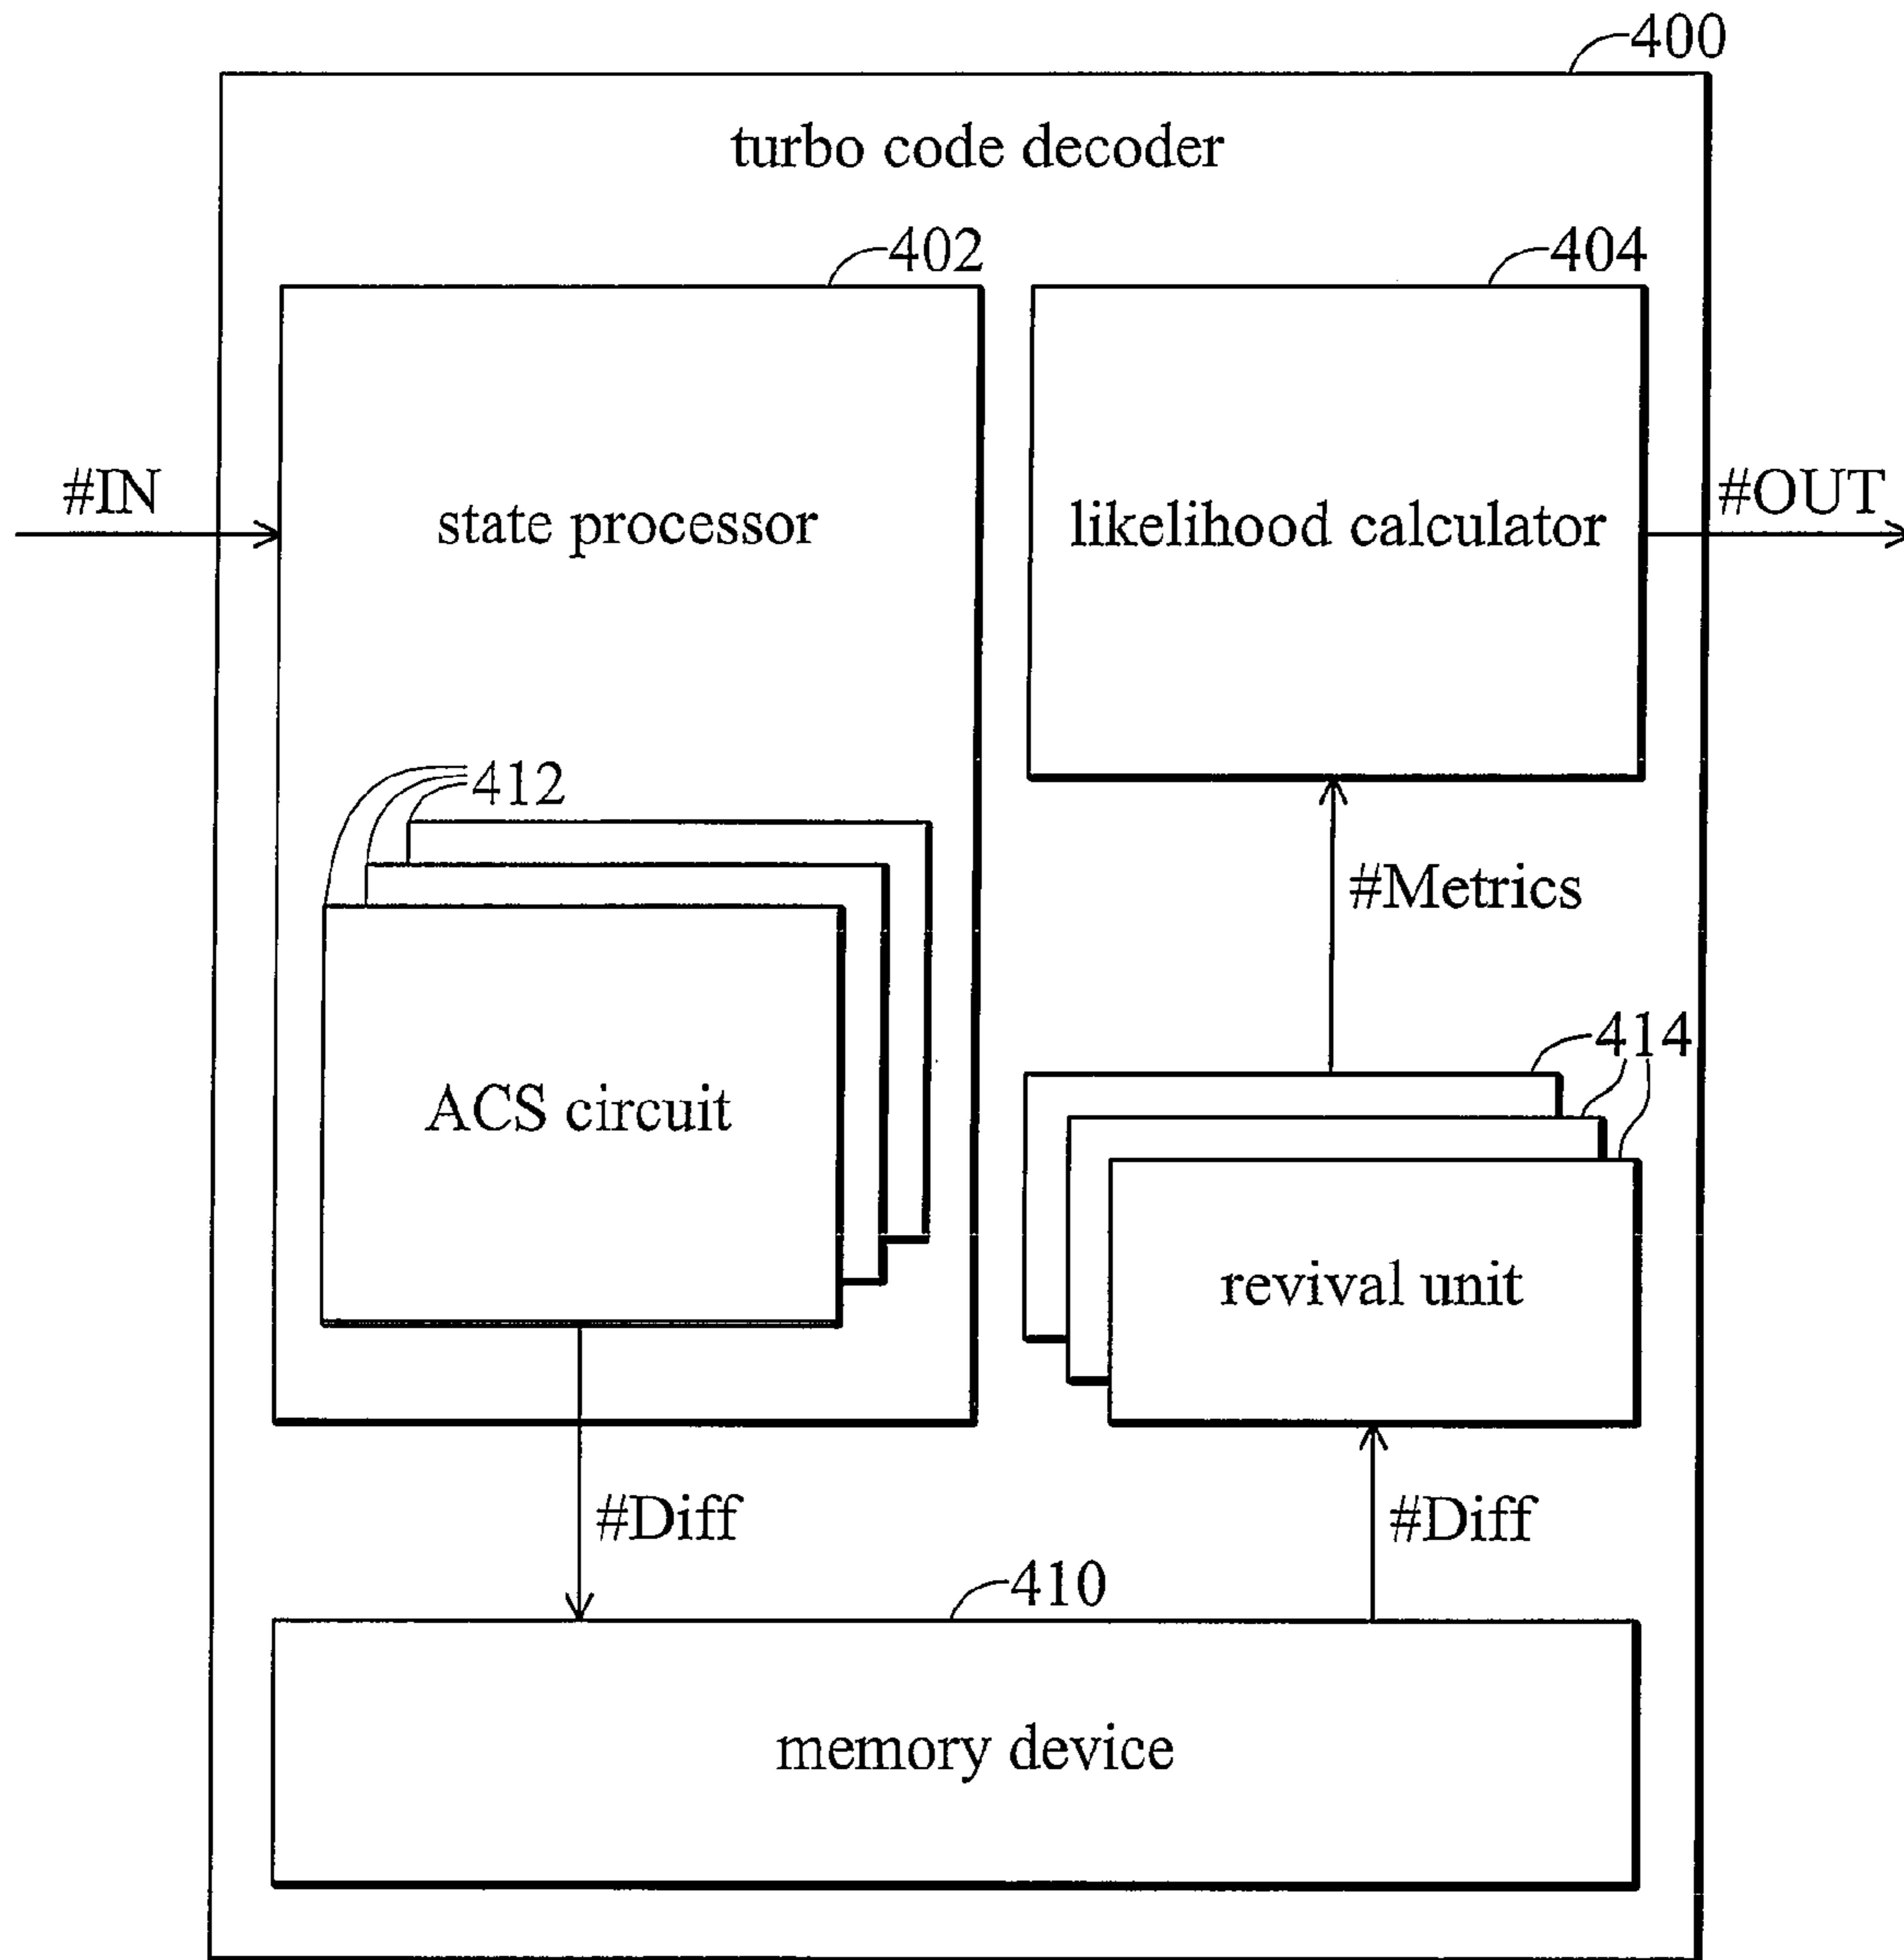 400
turbo code decoder
402
404
#IN
state processor
likelihood calculator
#OUT
412
#Metrics
ACS circuit
414
revival unit
#Diff
#Diff
410
memory device